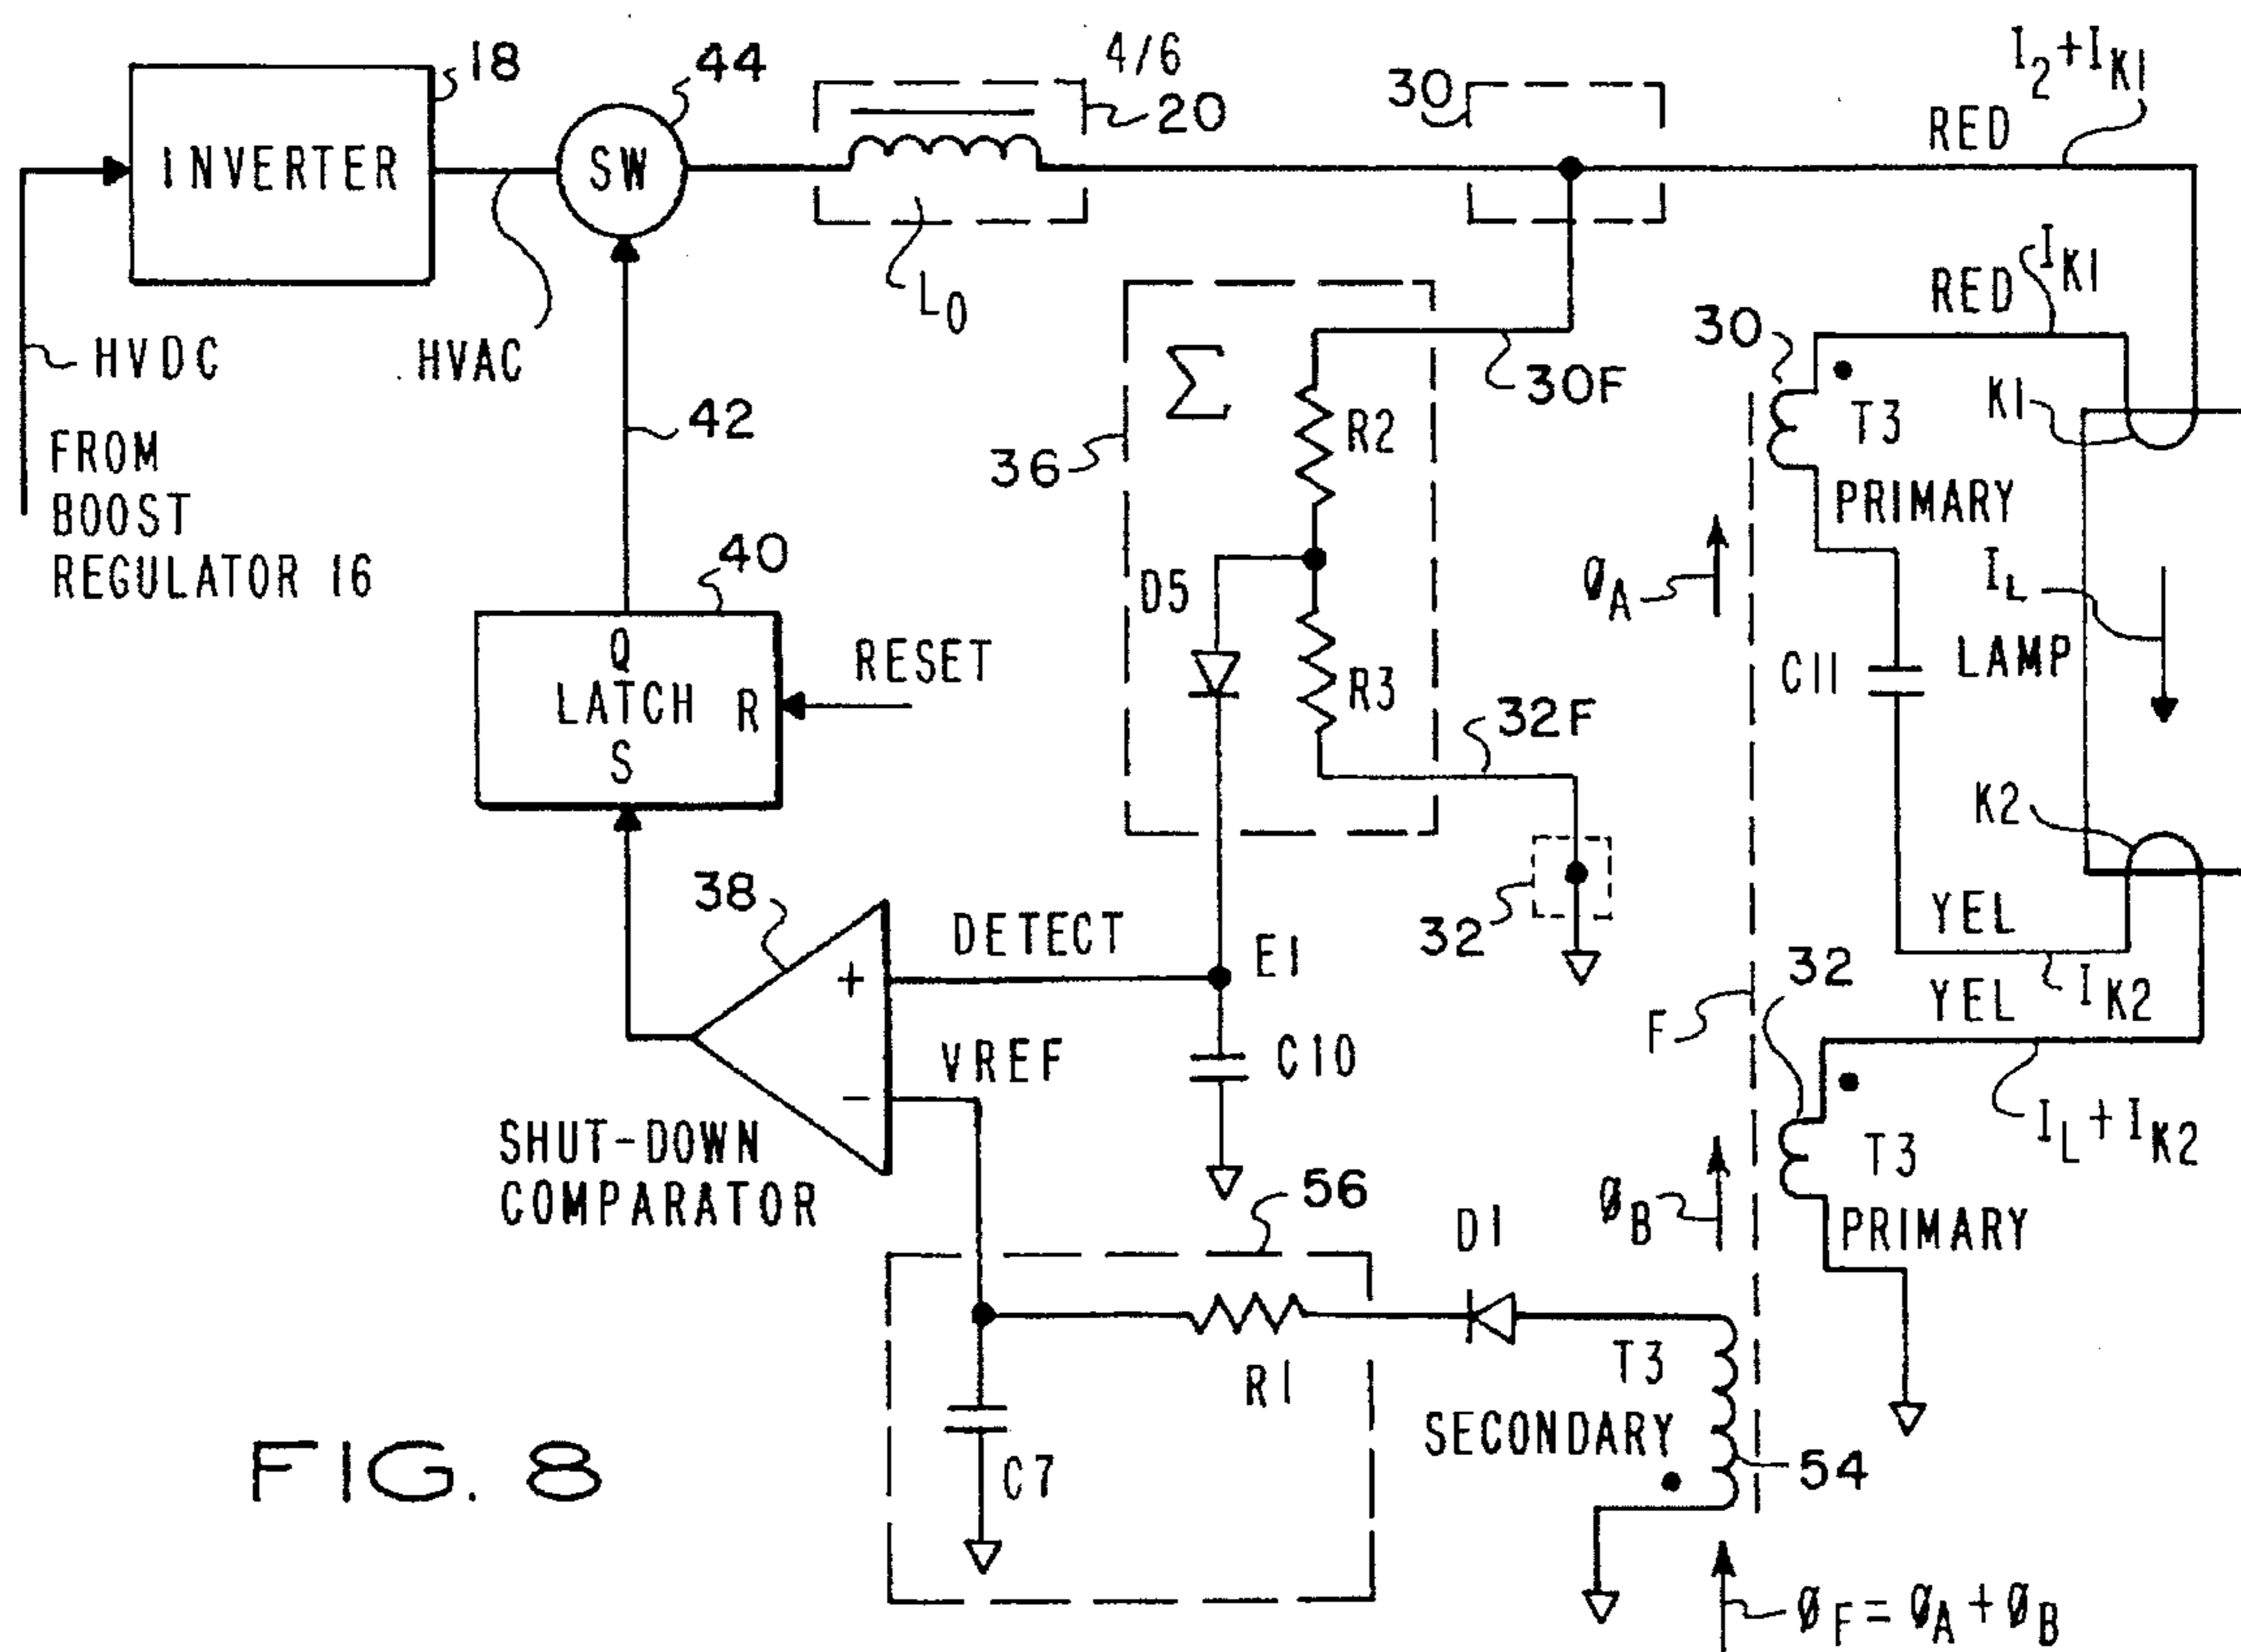 18
44
4/6
20
30
I2+IK1
RED
INVERTER
SW
L0
RED
IK1
30
HVDC
HVAC
Σ
30F
K1
T3
PRIMARY
42
FROM
BOOST
REGULATOR 16
36
R2
ØA
IL
40
D5
C11
LAMP
Q
LATCH
R
S
RESET
R3
32F
K2
38
DETECT
E1
32
YEL
IK2
YEL
32
F
+
VREF
−
C10
IL+IK2
T3
PRIMARY
SHUT-DOWN
COMPARATOR
56
D1
ØB
R1
T3
SECONDARY
54
C7
FIG. 8
ØF=ØA+ØB